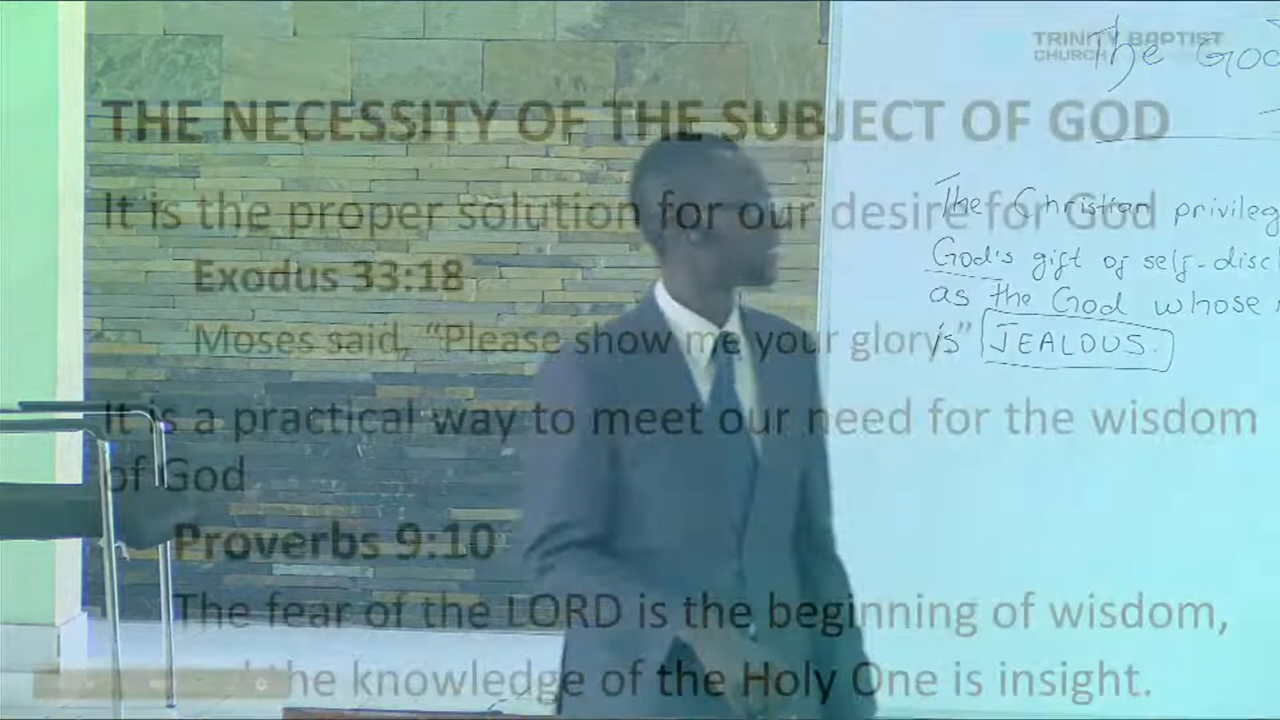 TRINITY BAPTIST
CHURCH
The God
THE NECESSITY OF THE SUBJECT OF GOD
It is the proper solution for our desire for God
Exodus 33:18
Moses said, “Please show me your glory”
It is a practical way to meet our need for the wisdom
of God
Proverbs 9:10
The fear of the LORD is the beginning of wisdom,
the knowledge of the Holy One is insight.
The Christian
God's gift of
as the God whose
is JEALOUS.